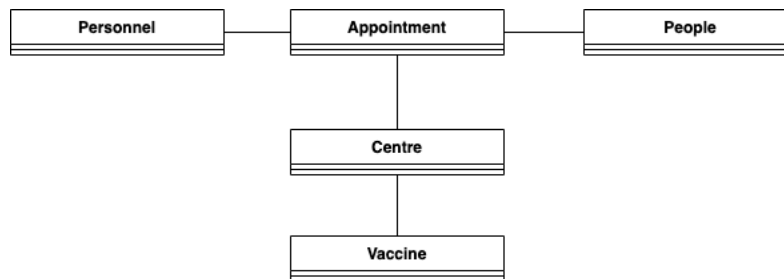 Personnel
Appointment
People
Centre
Vaccine